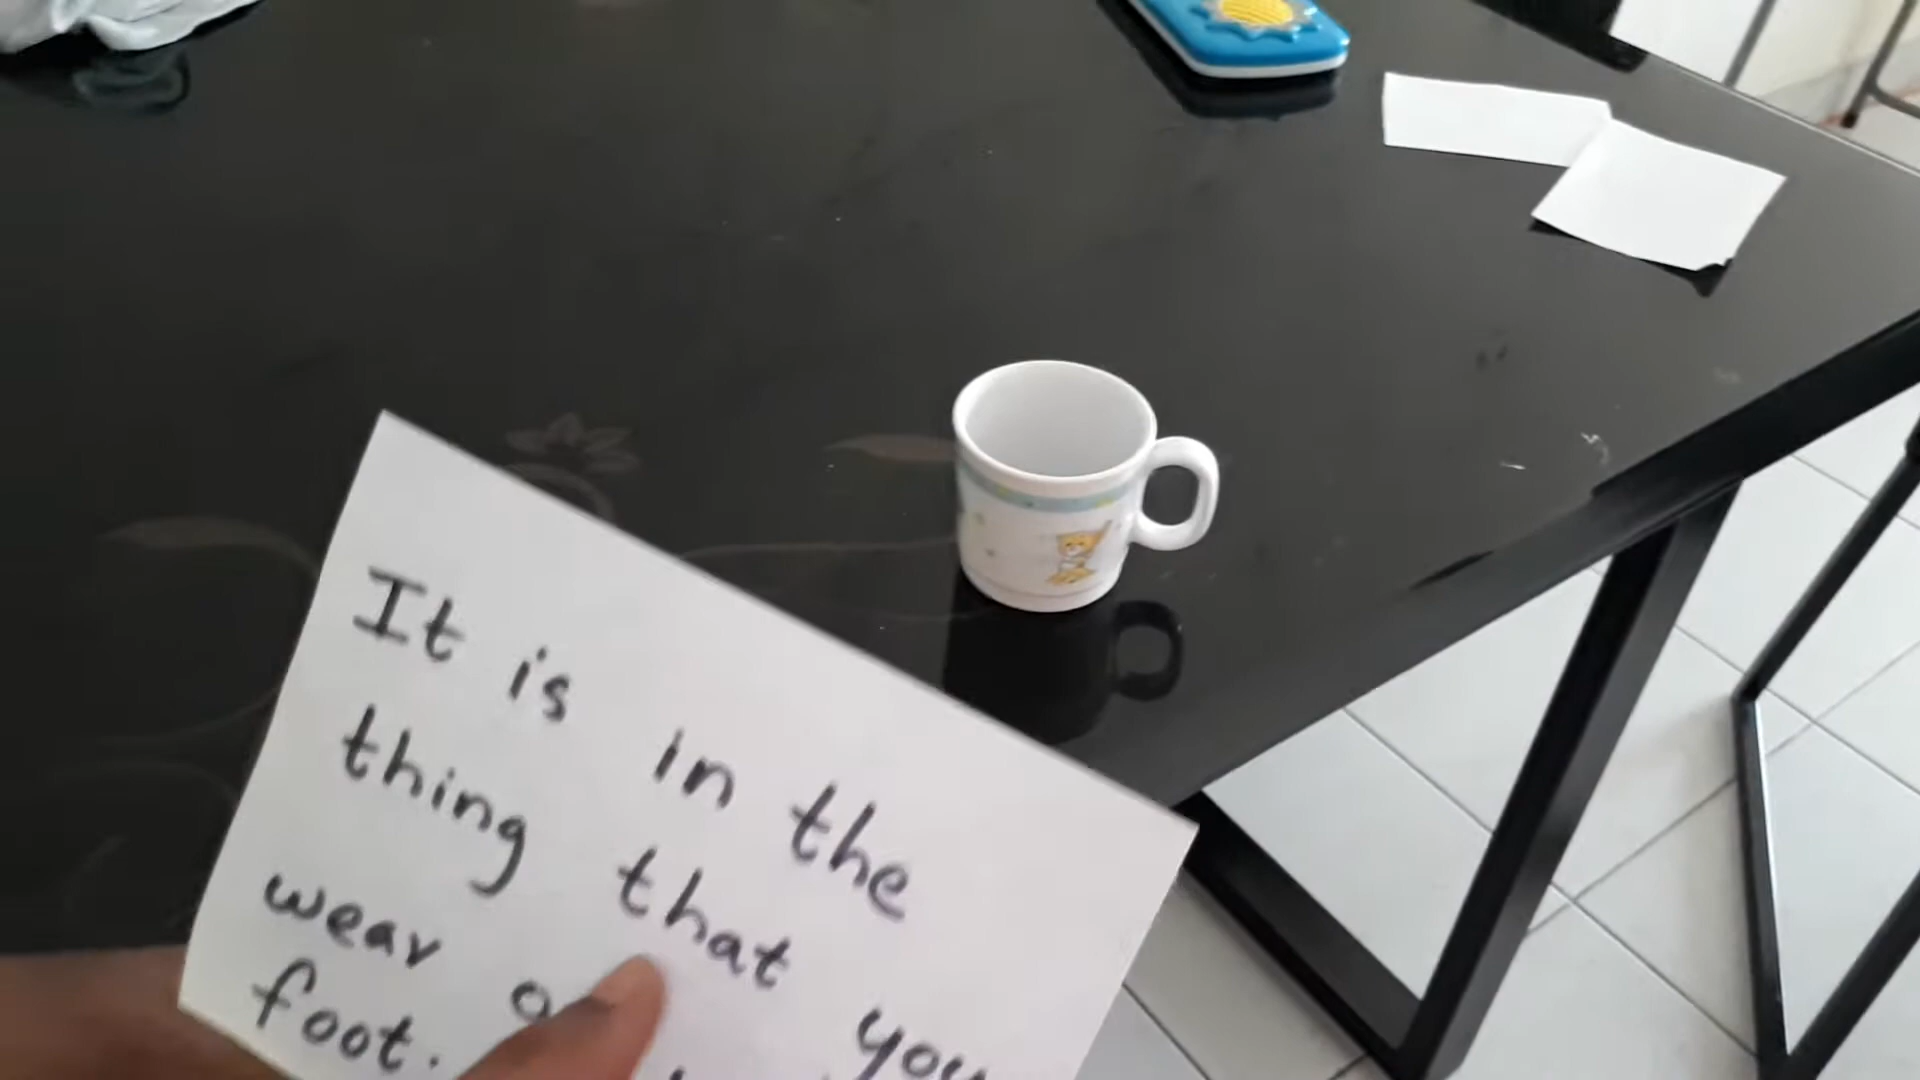 It is in the
thing that you
wear
foot.